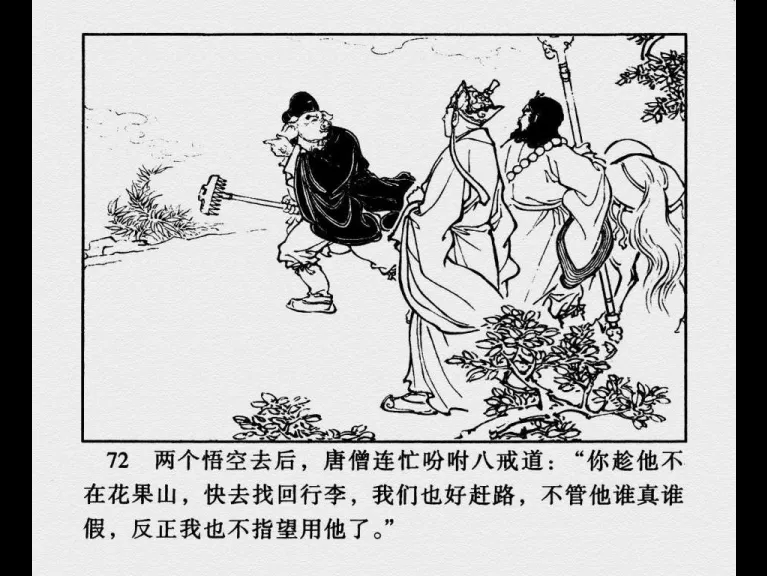 72 两个悟空去后，唐僧连忙吩咐八戒道：“你趁他不
在花果山，快去找回行李，我们也好赶路，不管他谁真谁
假，反正我也不指望用他了。”